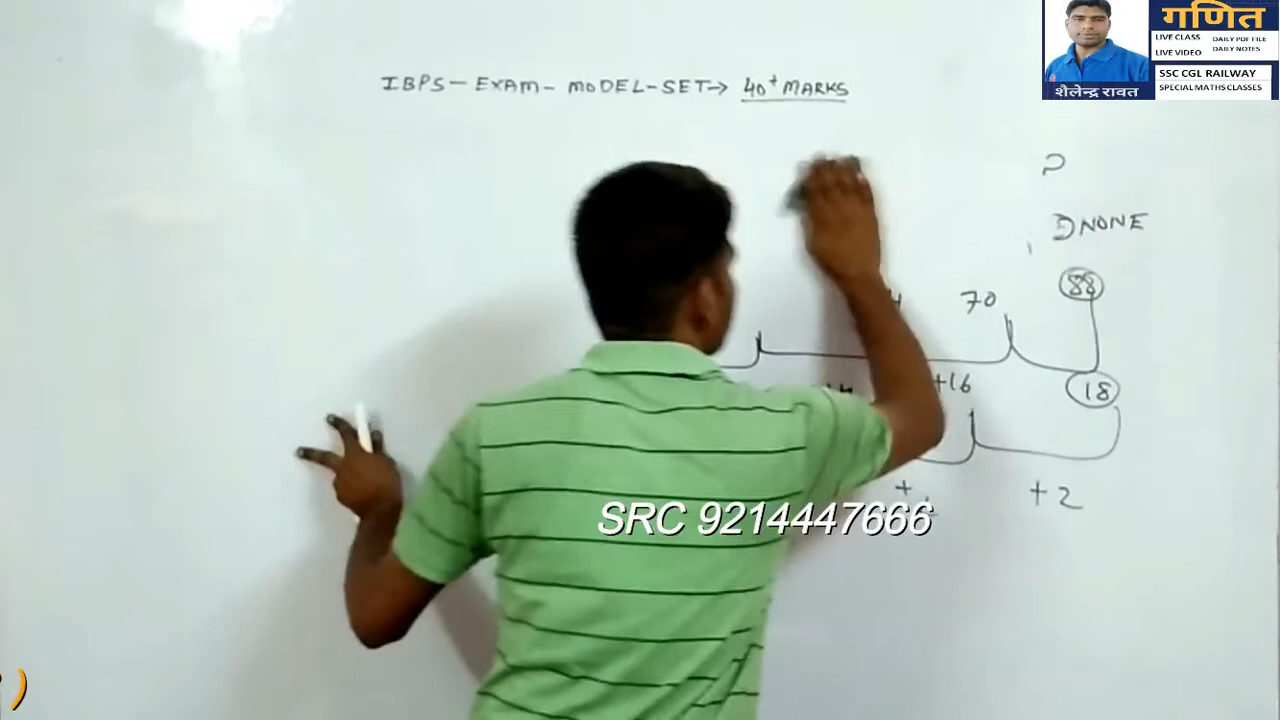 गणित
LIVE CLASS
DAILY PDF FILE
LIVE VIDEO
DAILY NOTES
SSC CGL RAILWAY
SPECIAL MATHS CLASSES
शैलेन्द्र रावत
IBPS-EXAM-MODEL-SET→ 40+ MARKS
?
D NONE
70
88
+16
18
+2
SRC 9214447666